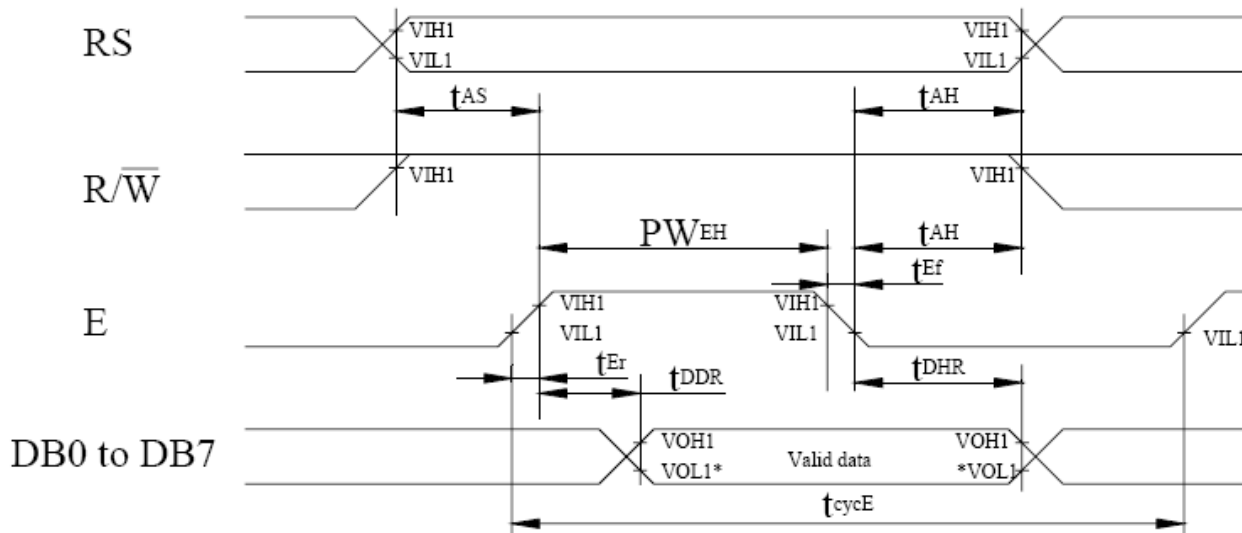 RS
VIH1 VIH1
VIL1 VIL1
tAS tAH
R/W̅
VIH1 VIH1
PWEH tAH
tEf
E
VIH1 VIH1
VIL1 VIL1 VIL1
tEr tDDR tDHR
DB0 to DB7
VOH1 VOH1
VOL1* Valid data *VOL1
tcycE